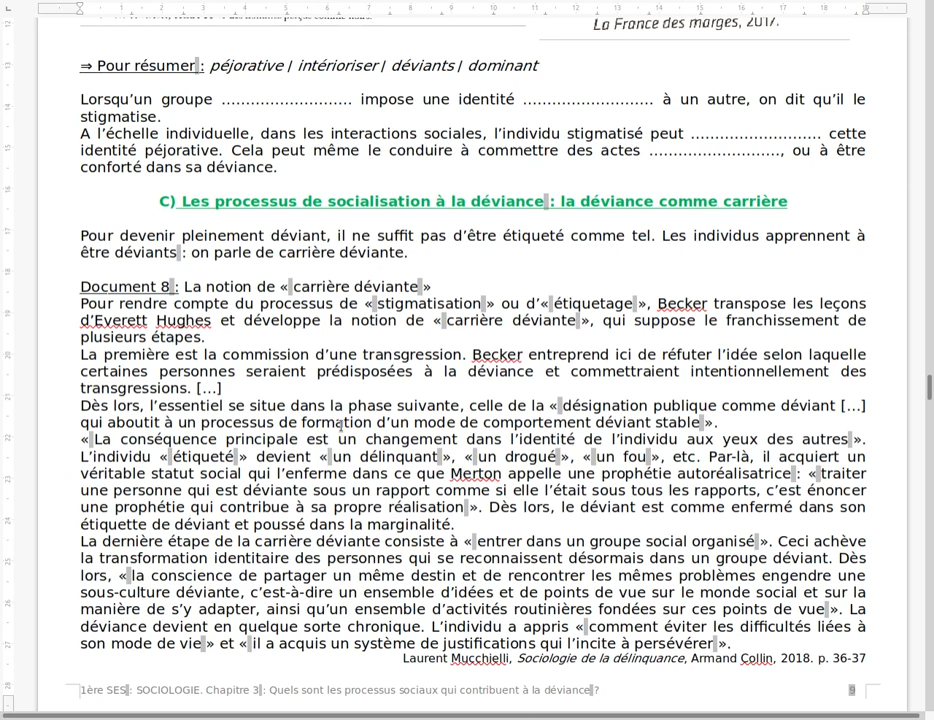 La France des marges, 2017.
⇒ Pour résumer : péjorative / intérioriser / déviants / dominant
Lorsqu’un groupe ……………………… impose une identité ……………………… à un autre, on dit qu’il le
stigmatise.
A l’échelle individuelle, dans les interactions sociales, l’individu stigmatisé peut ……………………… cette
identité péjorative. Cela peut même le conduire à commettre des actes ………………………, ou à être
conforté dans sa déviance.
C) Les processus de socialisation à la déviance : la déviance comme carrière
Pour devenir pleinement déviant, il ne suffit pas d’être étiqueté comme tel. Les individus apprennent à
être déviants : on parle de carrière déviante.
Document 8 : La notion de « carrière déviante »
Pour rendre compte du processus de « stigmatisation » ou d’« étiquetage », Becker transpose les leçons
d’Everett Hughes et développe la notion de « carrière déviante », qui suppose le franchissement de
plusieurs étapes.
La première est la commission d’une transgression. Becker entreprend ici de réfuter l’idée selon laquelle
certaines personnes seraient prédisposées à la déviance et commettraient intentionnellement des
transgressions. […]
Dès lors, l’essentiel se situe dans la phase suivante, celle de la « désignation publique comme déviant […]
qui aboutit à un processus de formation d’un mode de comportement déviant stable ».
« La conséquence principale est un changement dans l’identité de l’individu aux yeux des autres ».
L’individu « étiqueté » devient « un délinquant », « un drogué », « un fou », etc. Par-là, il acquiert un
véritable statut social qui l’enferme dans ce que Merton appelle une prophétie autoréalisatrice : « traiter
une personne qui est déviante sous un rapport comme si elle l’était sous tous les rapports, c’est énoncer
une prophétie qui contribue à sa propre réalisation ». Dès lors, le déviant est comme enfermé dans son
étiquette de déviant et poussé dans la marginalité.
La dernière étape de la carrière déviante consiste à « entrer dans un groupe social organisé ». Ceci achève
la transformation identitaire des personnes qui se reconnaissent désormais dans un groupe déviant. Dès
lors, « la conscience de partager un même destin et de rencontrer les mêmes problèmes engendre une
sous-culture déviante, c’est-à-dire un ensemble d’idées et de points de vue sur le monde social et sur la
manière de s’y adapter, ainsi qu’un ensemble d’activités routinières fondées sur ces points de vue ». La
déviance devient en quelque sorte chronique. L’individu a appris « comment éviter les difficultés liées à
son mode de vie » et « il a acquis un système de justifications qui l’incite à persévérer ».
Laurent Mucchielli, Sociologie de la délinquance, Armand Collin, 2018. p. 36-37
1ère SES : SOCIOLOGIE. Chapitre 3 : Quels sont les processus sociaux qui contribuent à la déviance ? 9